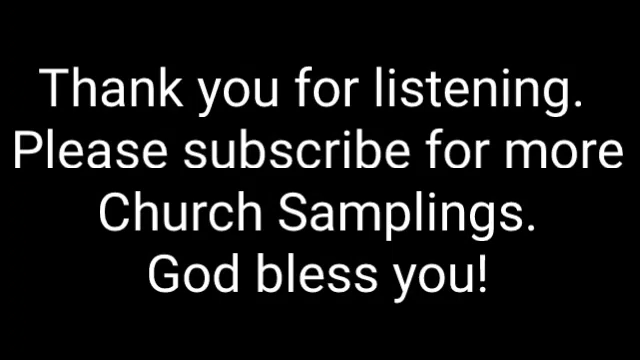 Thank you for listening.
Please subscribe for more
Church Samplings.
God bless you!